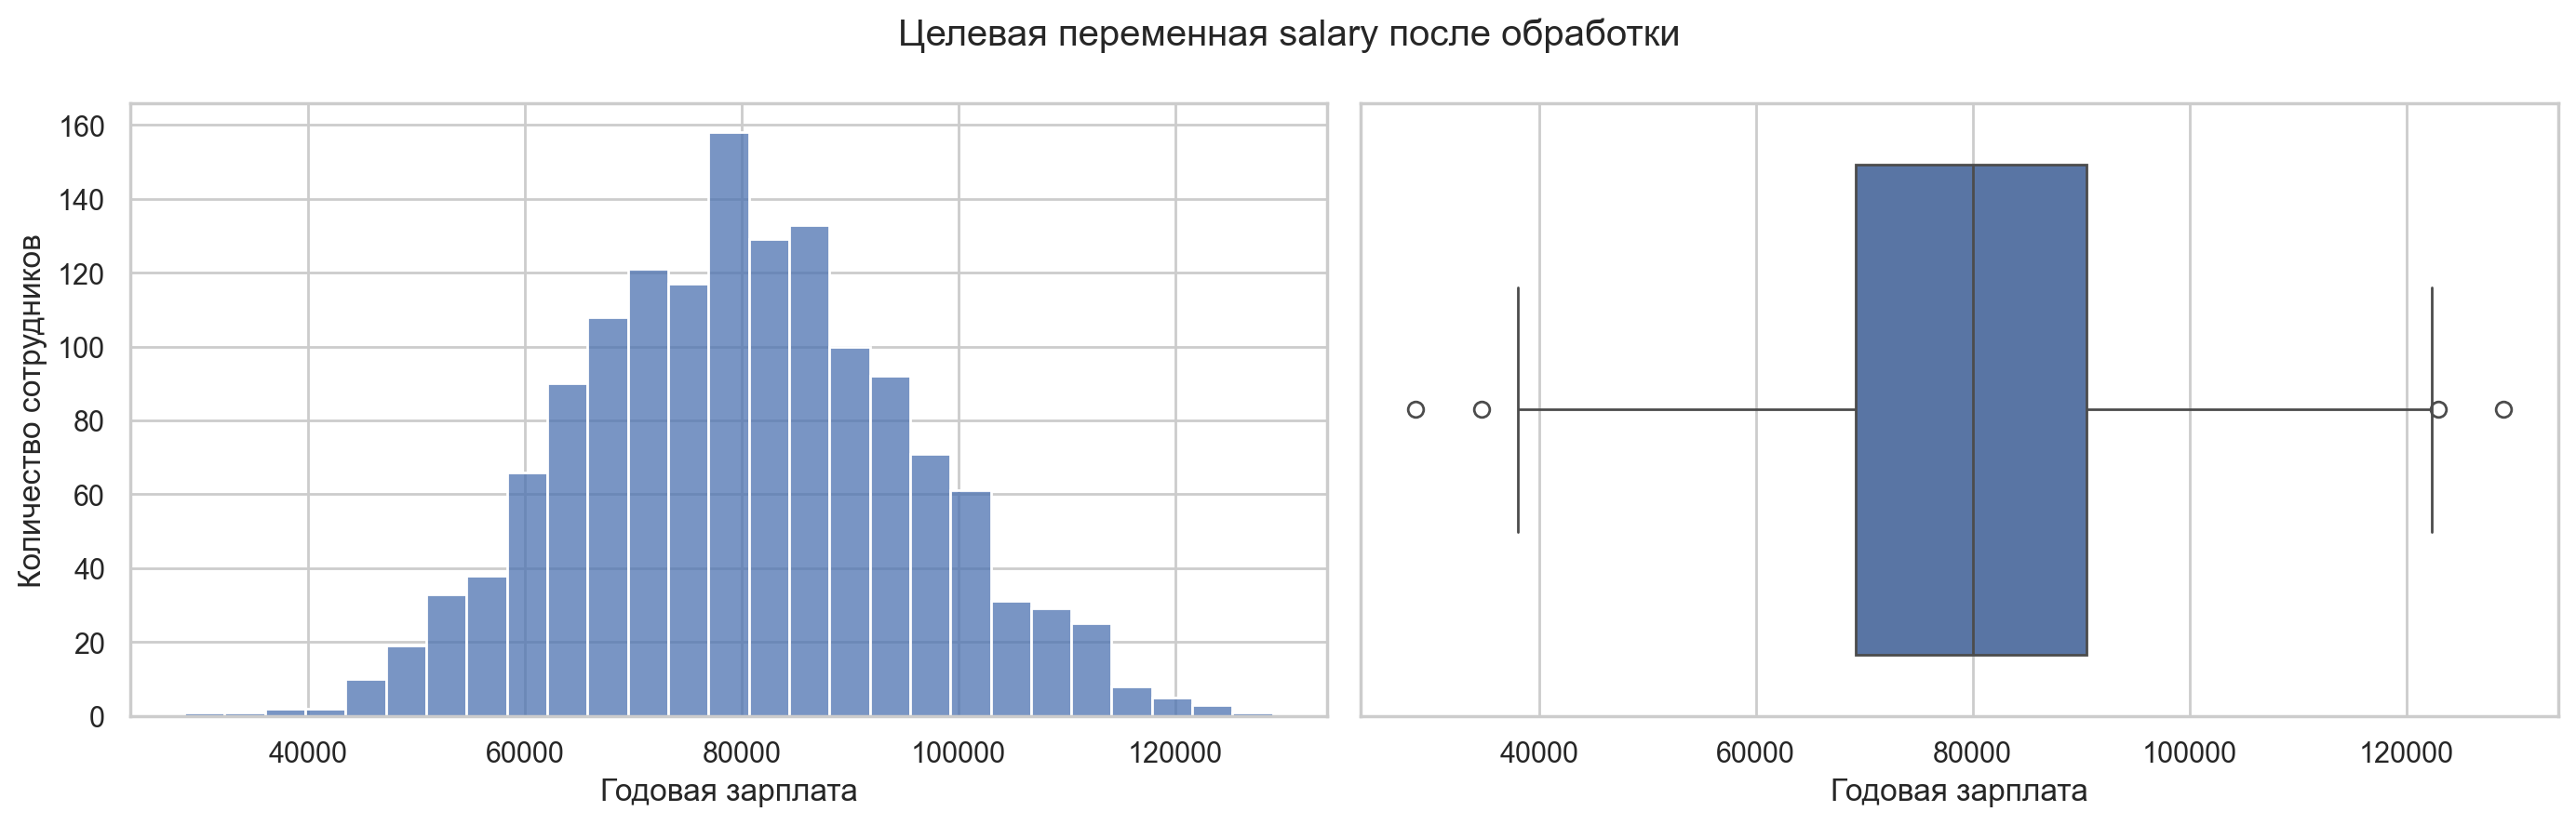 Целевая переменная salary после обработки
160
140
120
100
80
60
40
20
0
Количество сотрудников
40000 60000 80000 100000 120000
Годовая зарплата
40000 60000 80000 100000 120000
Годовая зарплата